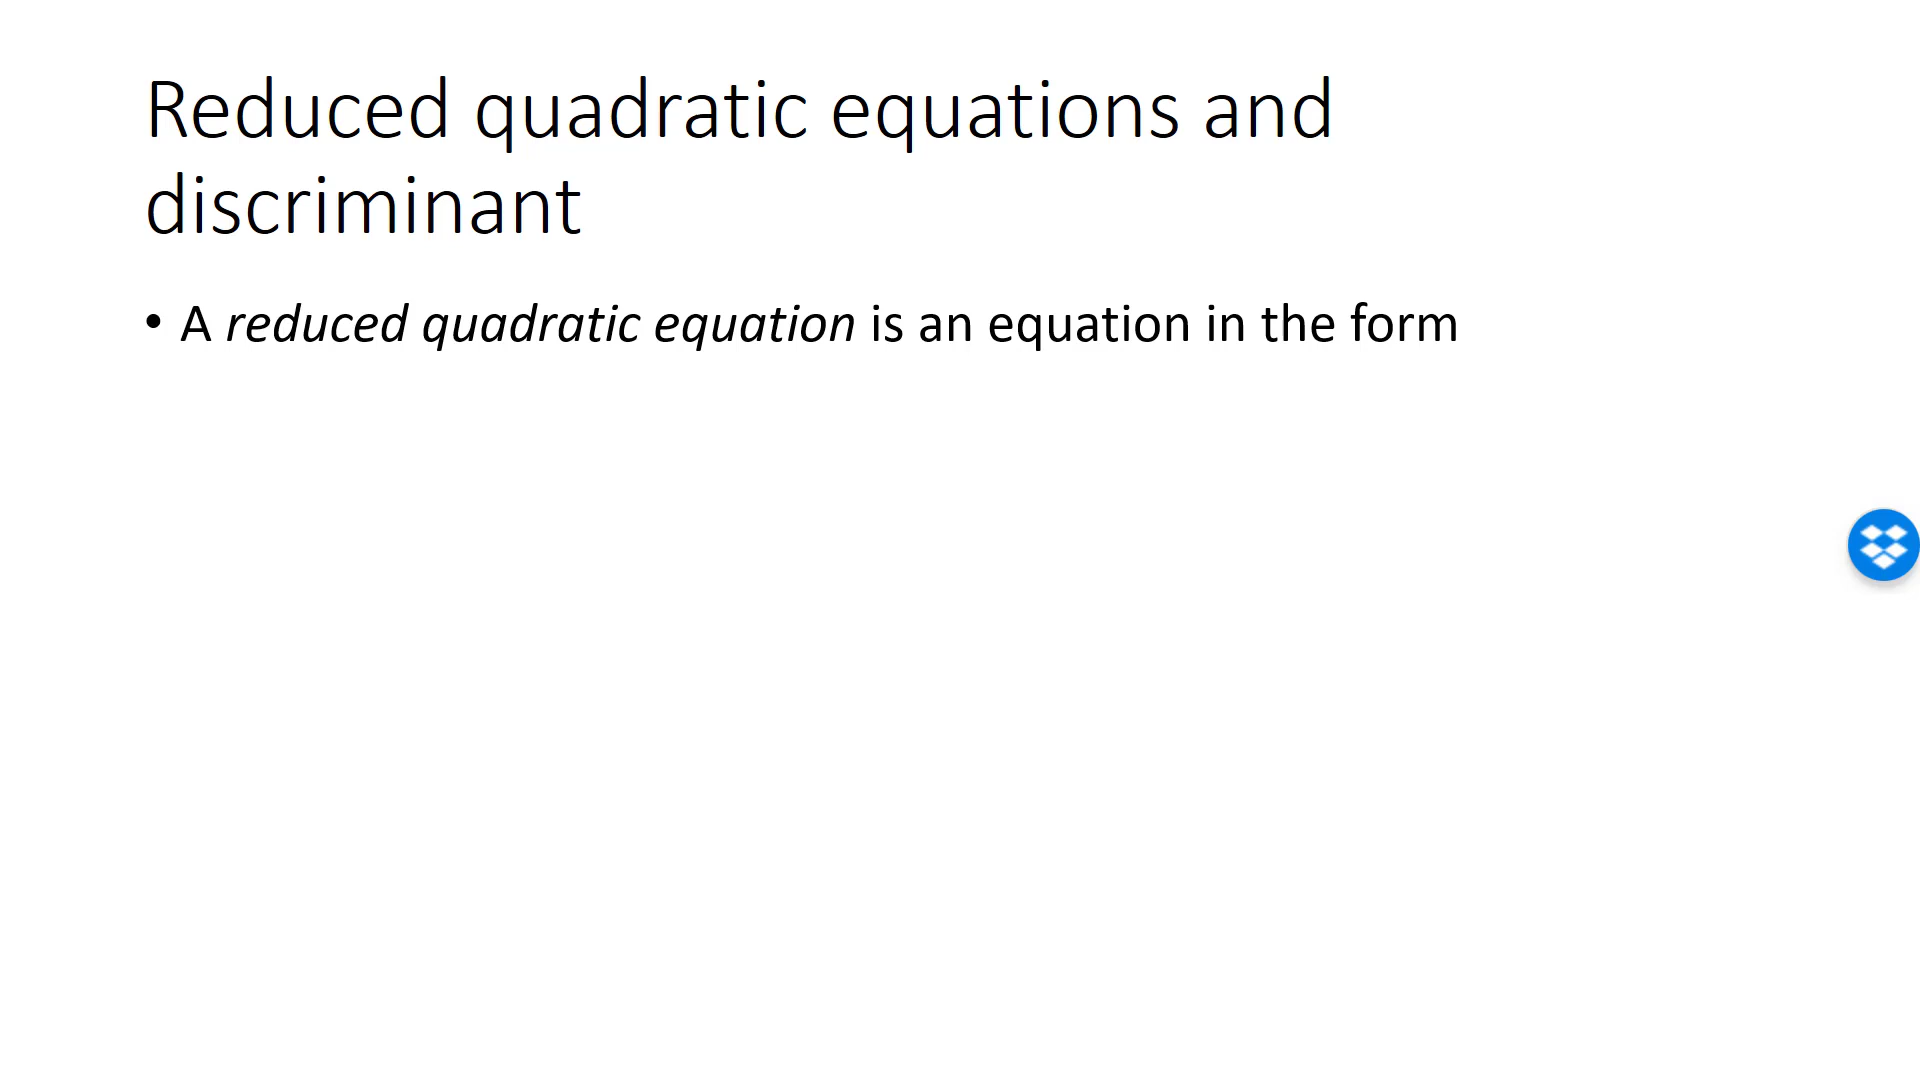 Reduced quadratic equations and
discriminant
• A reduced quadratic equation is an equation in the form